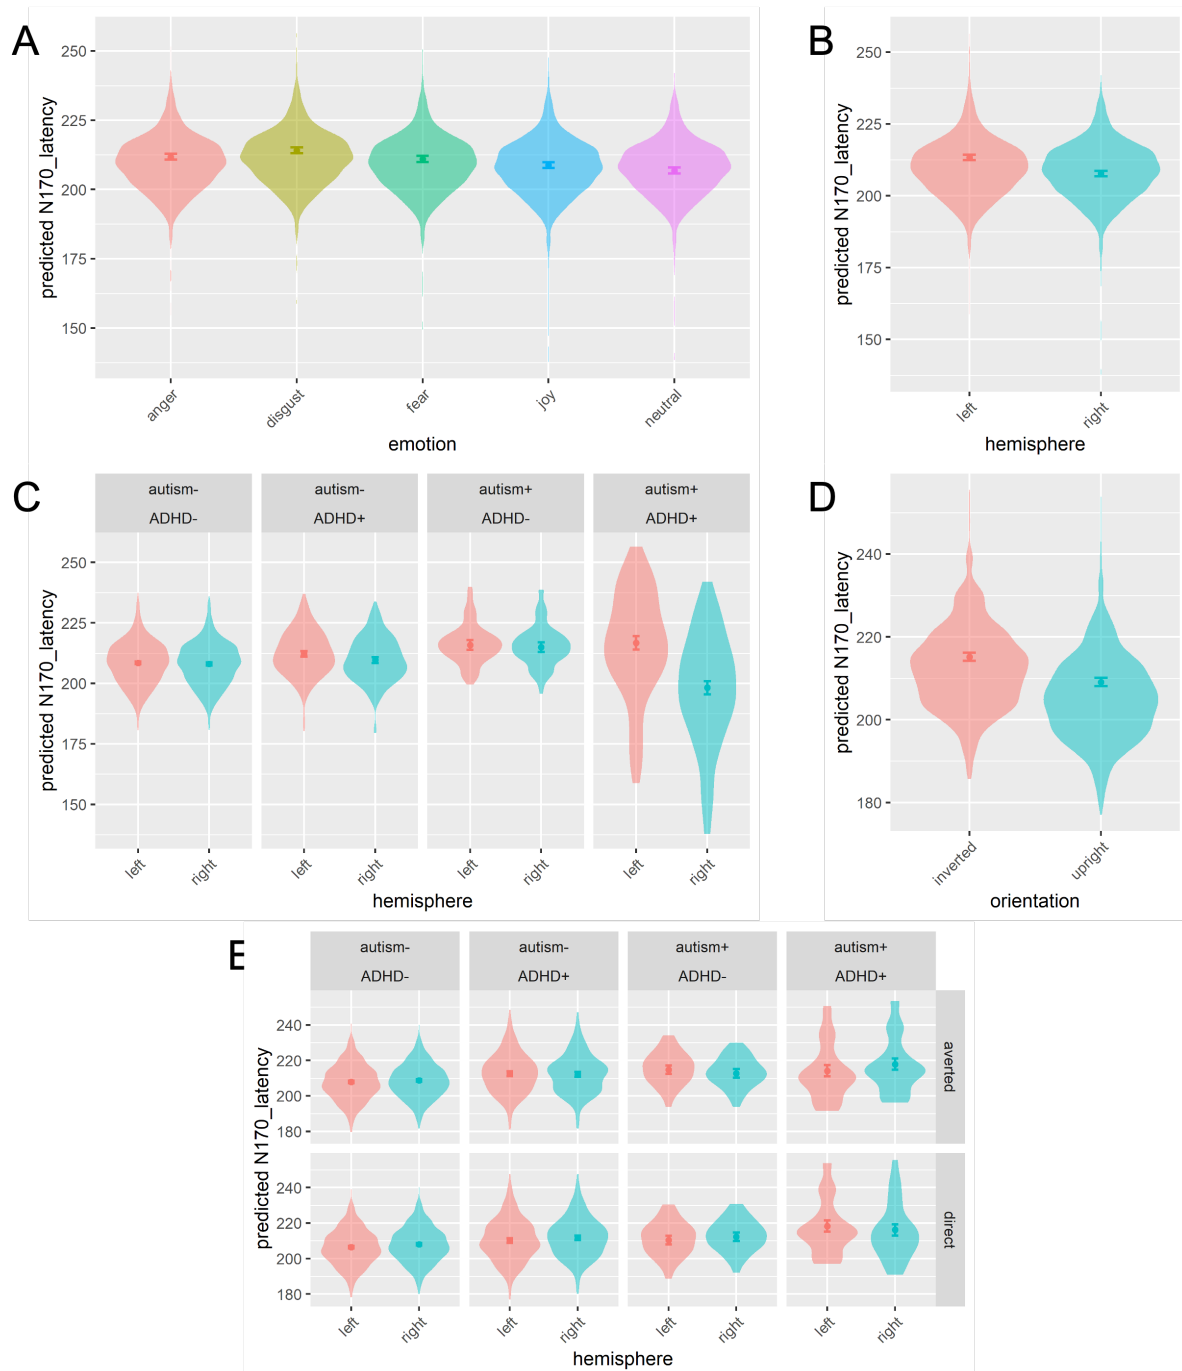 A
predicted N170_latency
250
225
200
175
150
anger
disgust
fear
joy
neutral
emotion
B
predicted N170_latency
250
225
200
175
150
left
right
hemisphere
C
autism- autism- autism+ autism+
ADHD- ADHD+ ADHD- ADHD+
predicted N170_latency
250
225
200
175
150
left right left right left right left right
hemisphere
D
predicted N170_latency
240
220
200
180
inverted
upright
orientation
E
autism- autism- autism+ autism+
ADHD- ADHD+ ADHD- ADHD+
predicted N170_latency
240
220
200
180
averted
240
220
200
180
direct
left right left right left right left right
hemisphere